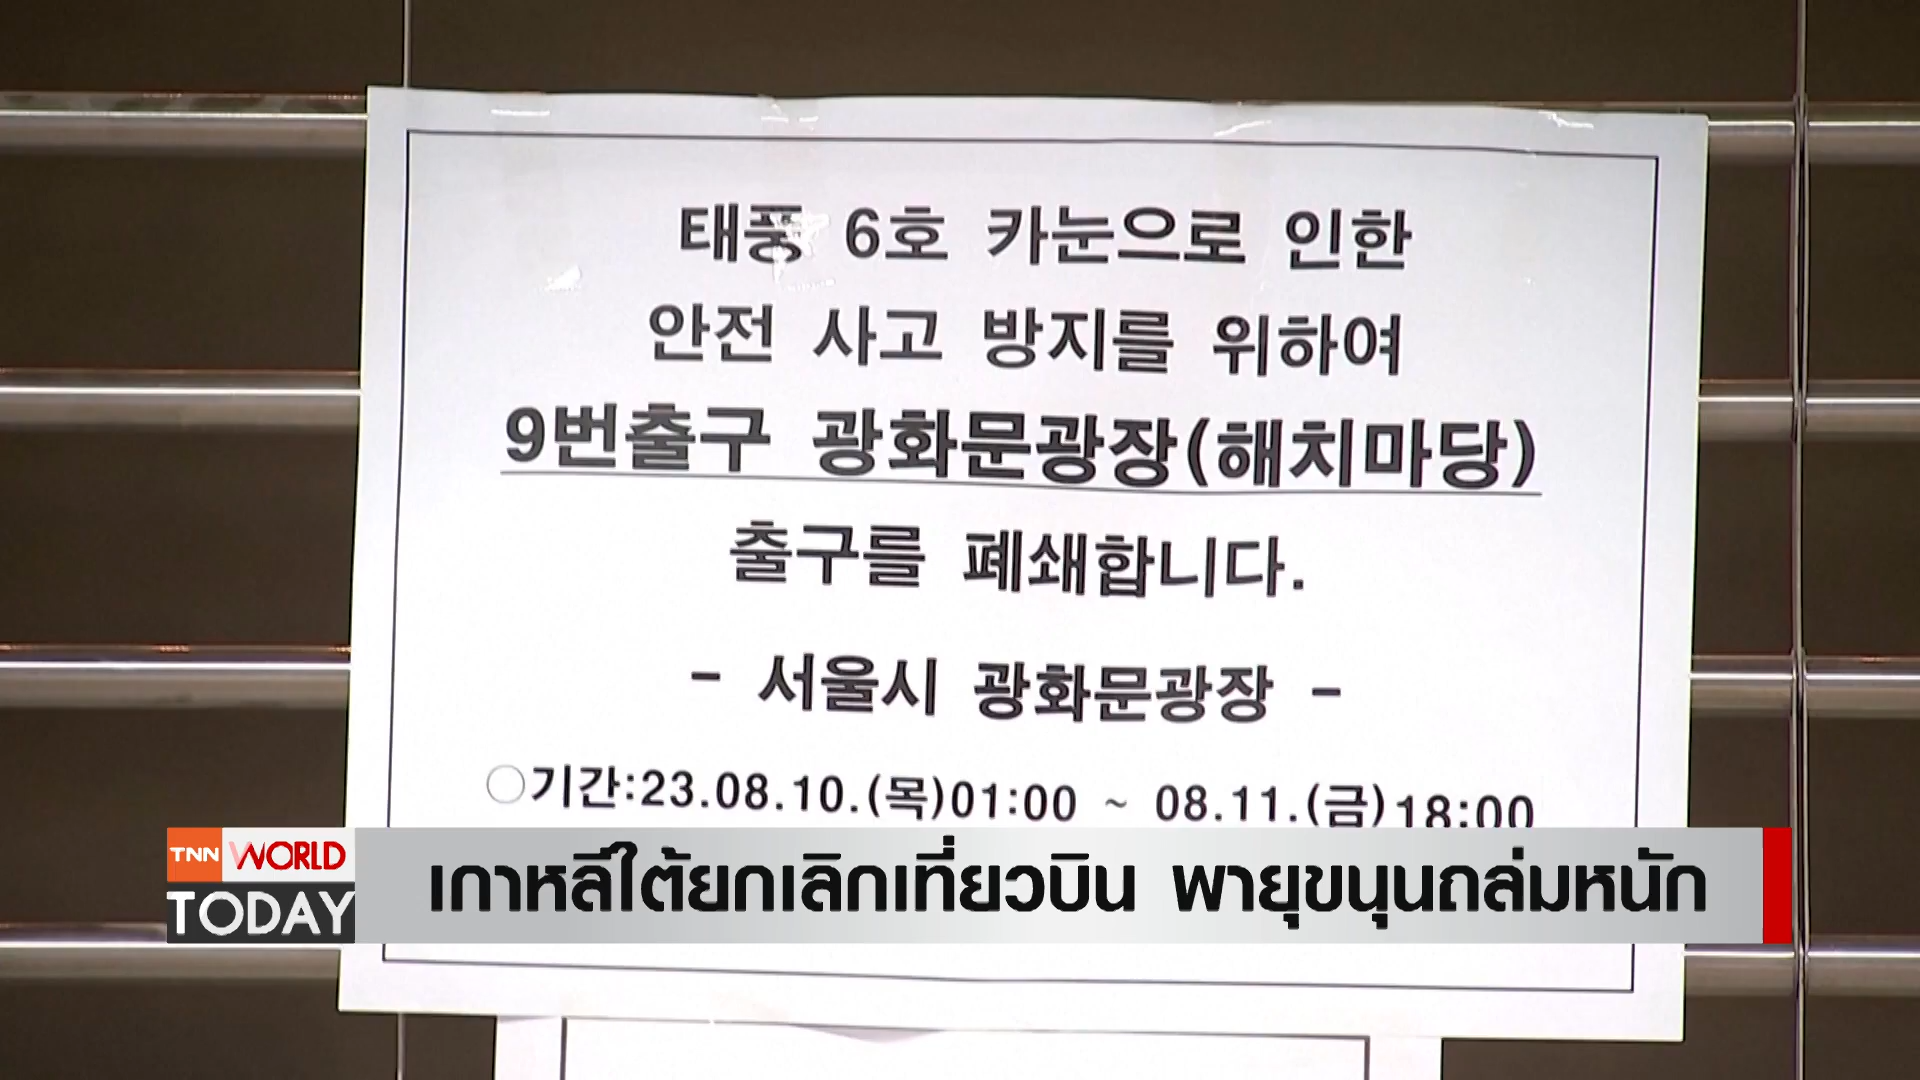 태풍 6호 카눈으로 인한
안전 사고 방지를 위하여
9번출구 광화문광장(해치마당)
출구를 폐쇄합니다.
- 서울시 광화문광장 -
○기간:23.08.10.(목)01:00 ~ 08.11.(금)18:00
TNN WORLD
TODAY
เกาหลีใต้ยกเลิกเที่ยวบิน พายุขนุนถล่มหนัก